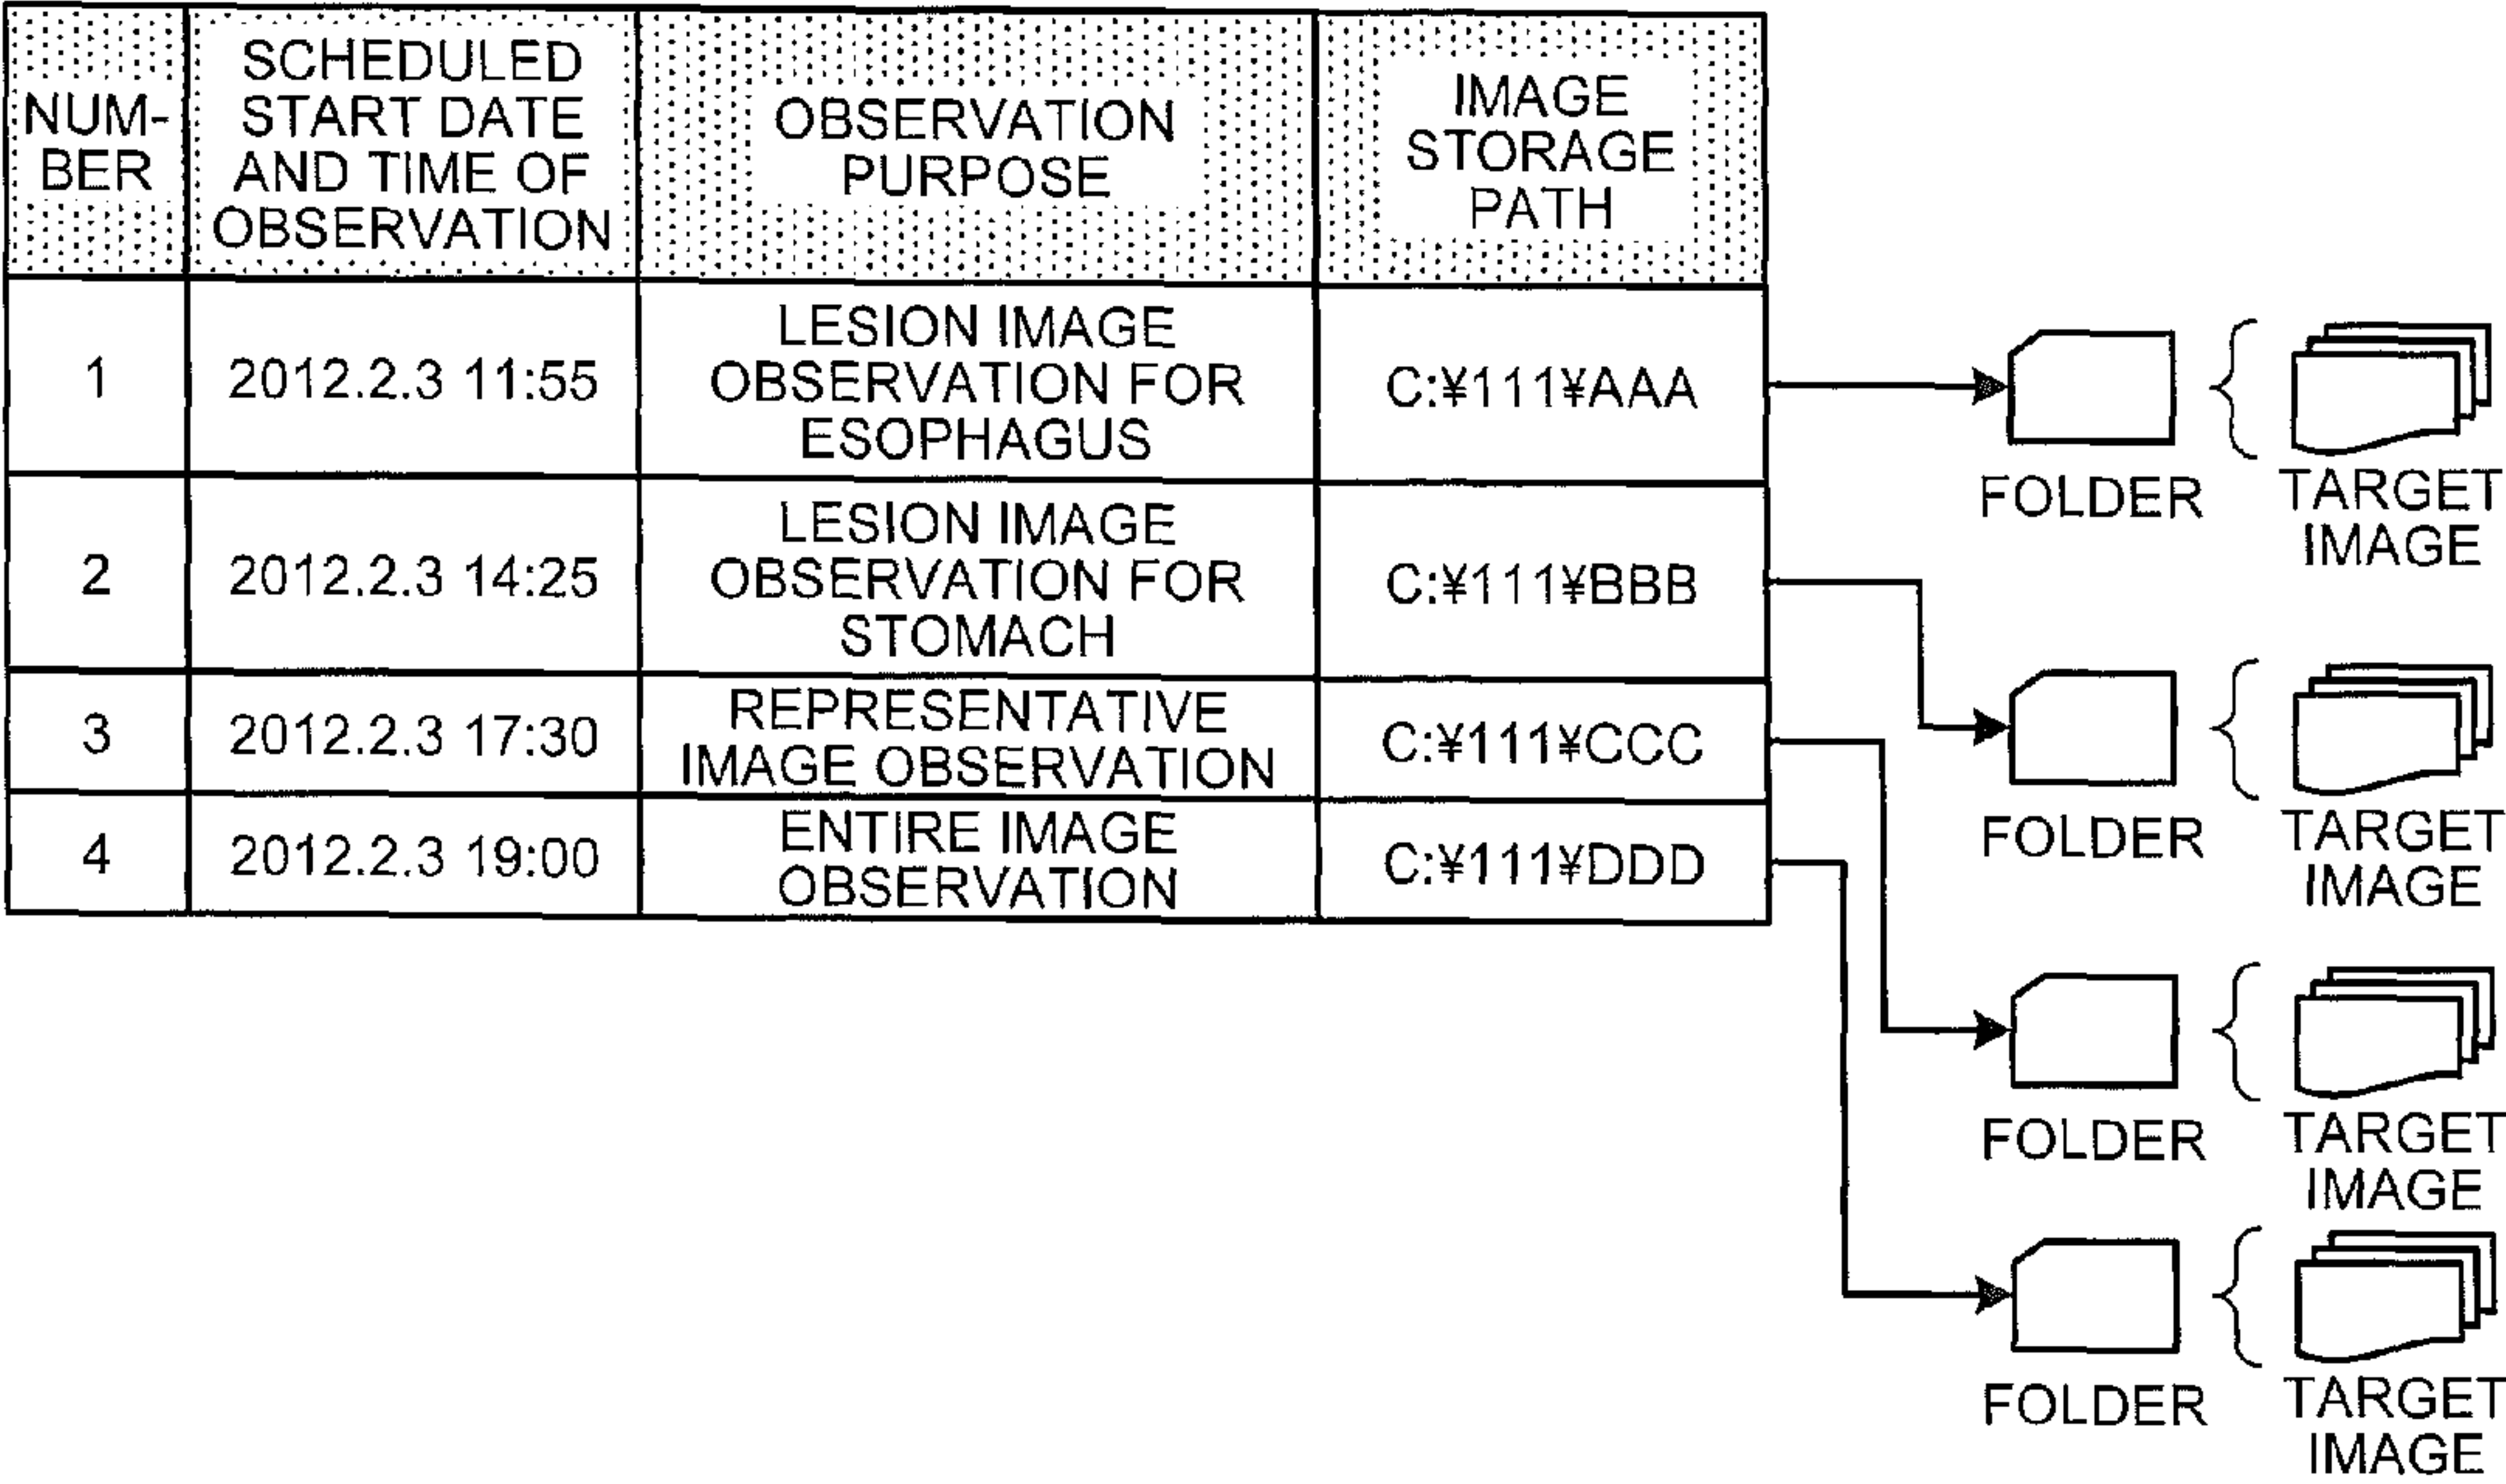 NUM-
BER
SCHEDULED
START DATE
AND TIME OF
OBSERVATION
OBSERVATION
PURPOSE
IMAGE
STORAGE
PATH
1
2012.2.3 11:55
LESION IMAGE
OBSERVATION FOR
ESOPHAGUS
C:¥111¥AAA
FOLDER
TARGET
IMAGE
2
2012.2.3 14:25
LESION IMAGE
OBSERVATION FOR
STOMACH
C:¥111¥BBB
FOLDER
TARGET
IMAGE
3
2012.2.3 17:30
REPRESENTATIVE
IMAGE OBSERVATION
C:¥111¥CCC
FOLDER
TARGET
IMAGE
4
2012.2.3 19:00
ENTIRE IMAGE
OBSERVATION
C:¥111¥DDD
FOLDER
TARGET
IMAGE